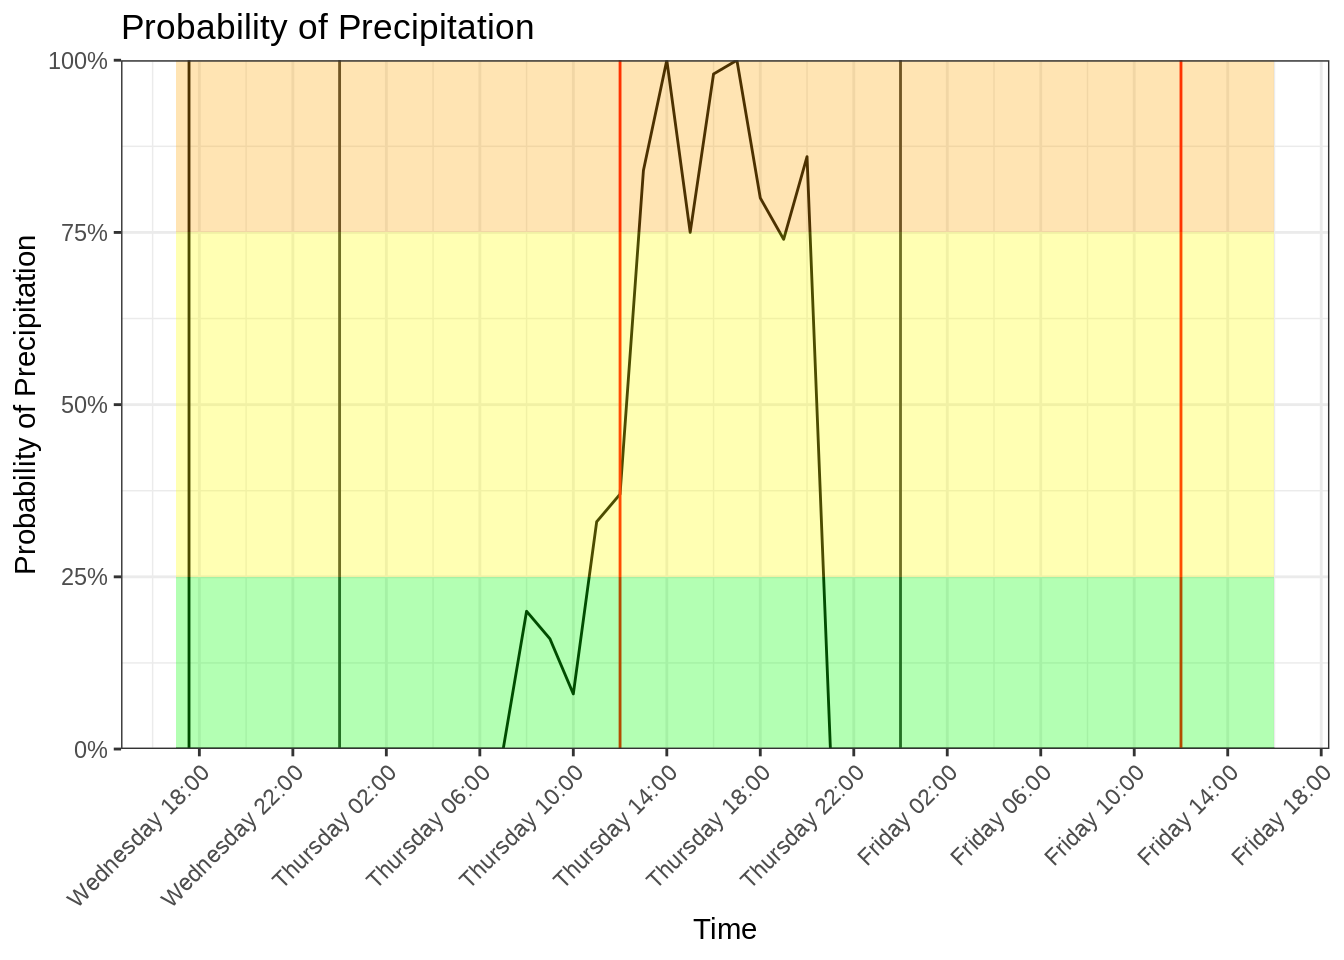 Probability of Precipitation
Probability of Precipitation
100%
75%
50%
25%
0%
Wednesday 18:00
Wednesday 22:00
Thursday 02:00
Thursday 06:00
Thursday 10:00
Thursday 14:00
Thursday 18:00
Thursday 22:00
Friday 02:00
Friday 06:00
Friday 10:00
Friday 14:00
Friday 18:00
Time